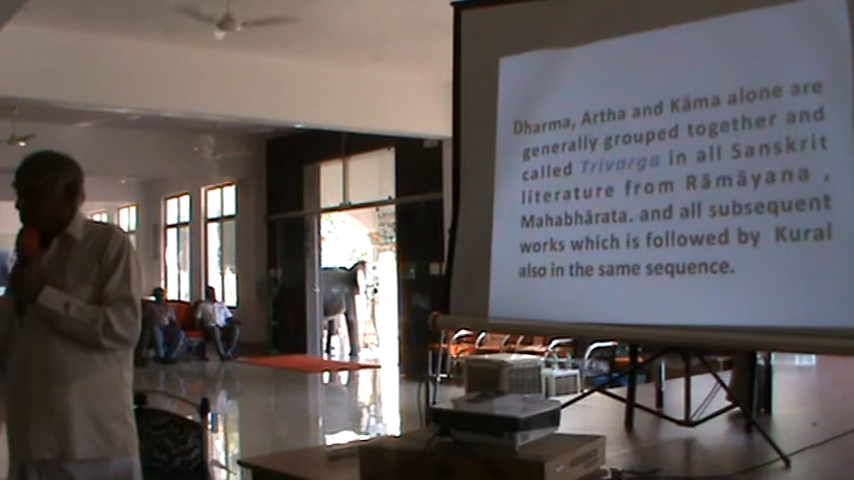 Dharma, Artha and Kāma alone are
generally grouped together and
called Trivarga in all Sanskrit
literature from Rāmāyana ,
Mahabhārata. and all subsequent
works which is followed by Kural
also in the same sequence.